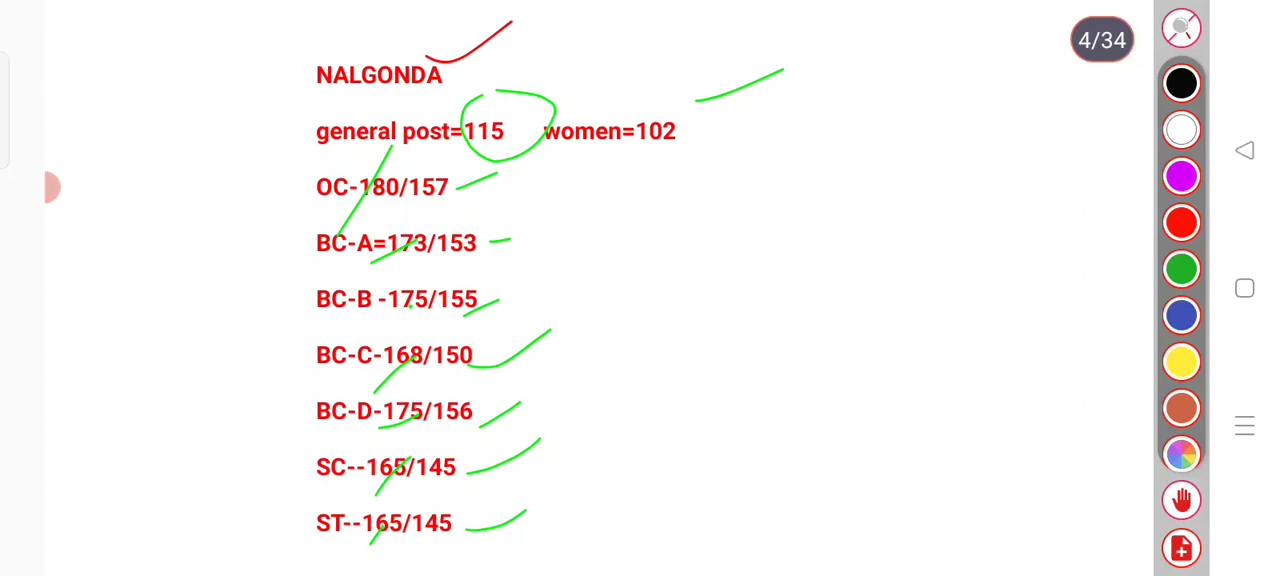 4/34
NALGONDA
general post=115 women=102
OC-180/157
BC-A=173/153
BC-B -175/155
BC-C-168/150
BC-D-175/156
SC--165/145
ST--165/145